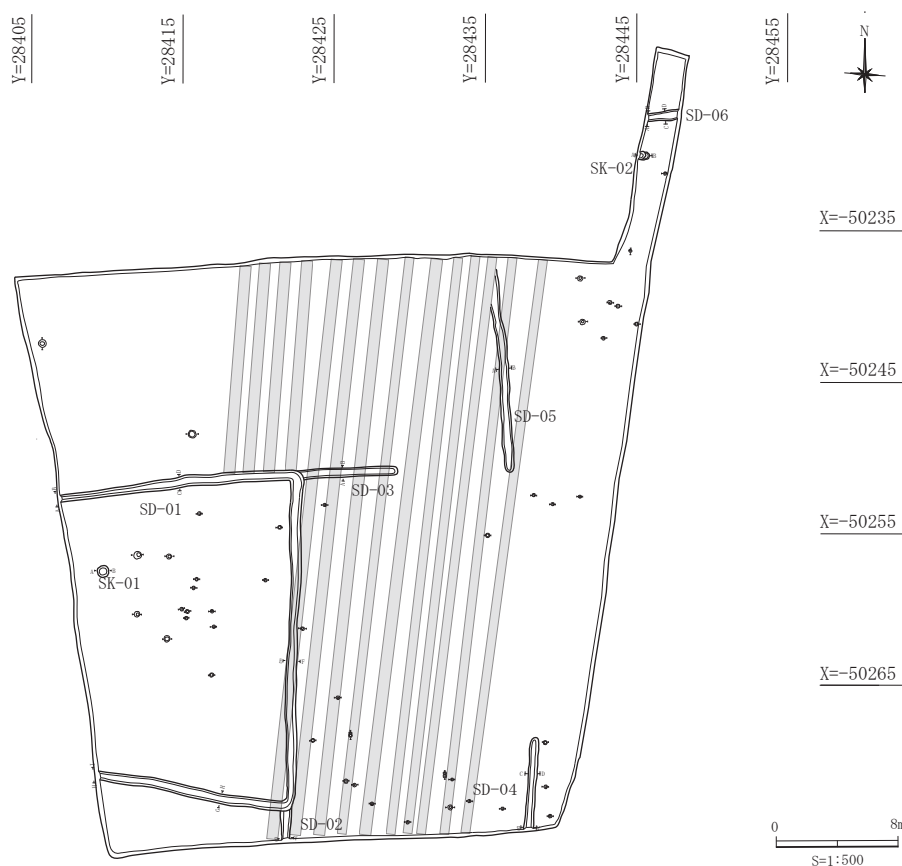 Y=28405
Y=28415
Y=28425
Y=28435
Y=28445
Y=28455
N
SD-06
SK-02
X=-50235
X=-50245
SD-05
SD-03
SD-01
X=-50255
SK-01
X=-50265
SD-04
SD-02
0 8m
S=1:500